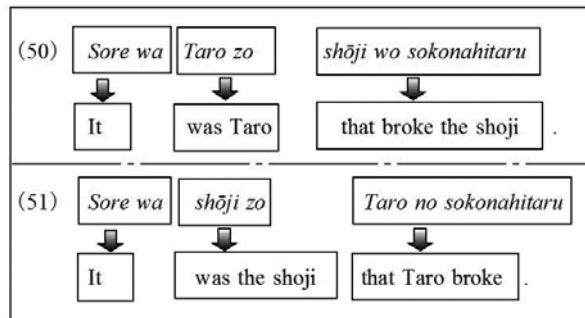 (50) Sore wa Taro zo shōji wo sokonahitaru
It was Taro that broke the shoji .
(51) Sore wa shōji zo Taro no sokonahitaru
It was the shoji that Taro broke .